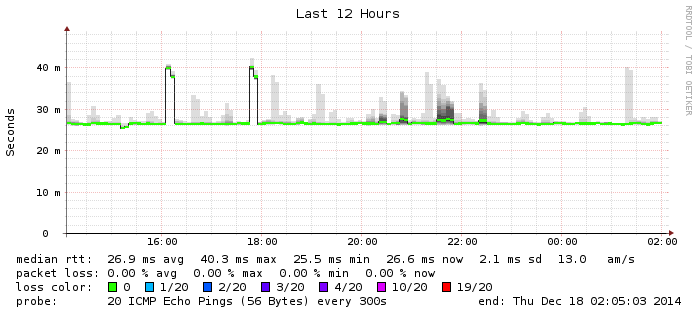 Last 12 Hours
RRDTOOL / TOBI OETIKER
Seconds
40 m
30 m
20 m
10 m
0
16:00 18:00 20:00 22:00 00:00 02:00
median rtt: 26.9 ms avg 40.3 ms max 25.5 ms min 26.6 ms now 2.1 ms sd 13.0 am/s
packet loss: 0.00 % avg 0.00 % max 0.00 % min 0.00 % now
loss color: 0 1/20 2/20 3/20 4/20 10/20 19/20
probe: 20 ICMP Echo Pings (56 Bytes) every 300s end: Thu Dec 18 02:05:03 2014